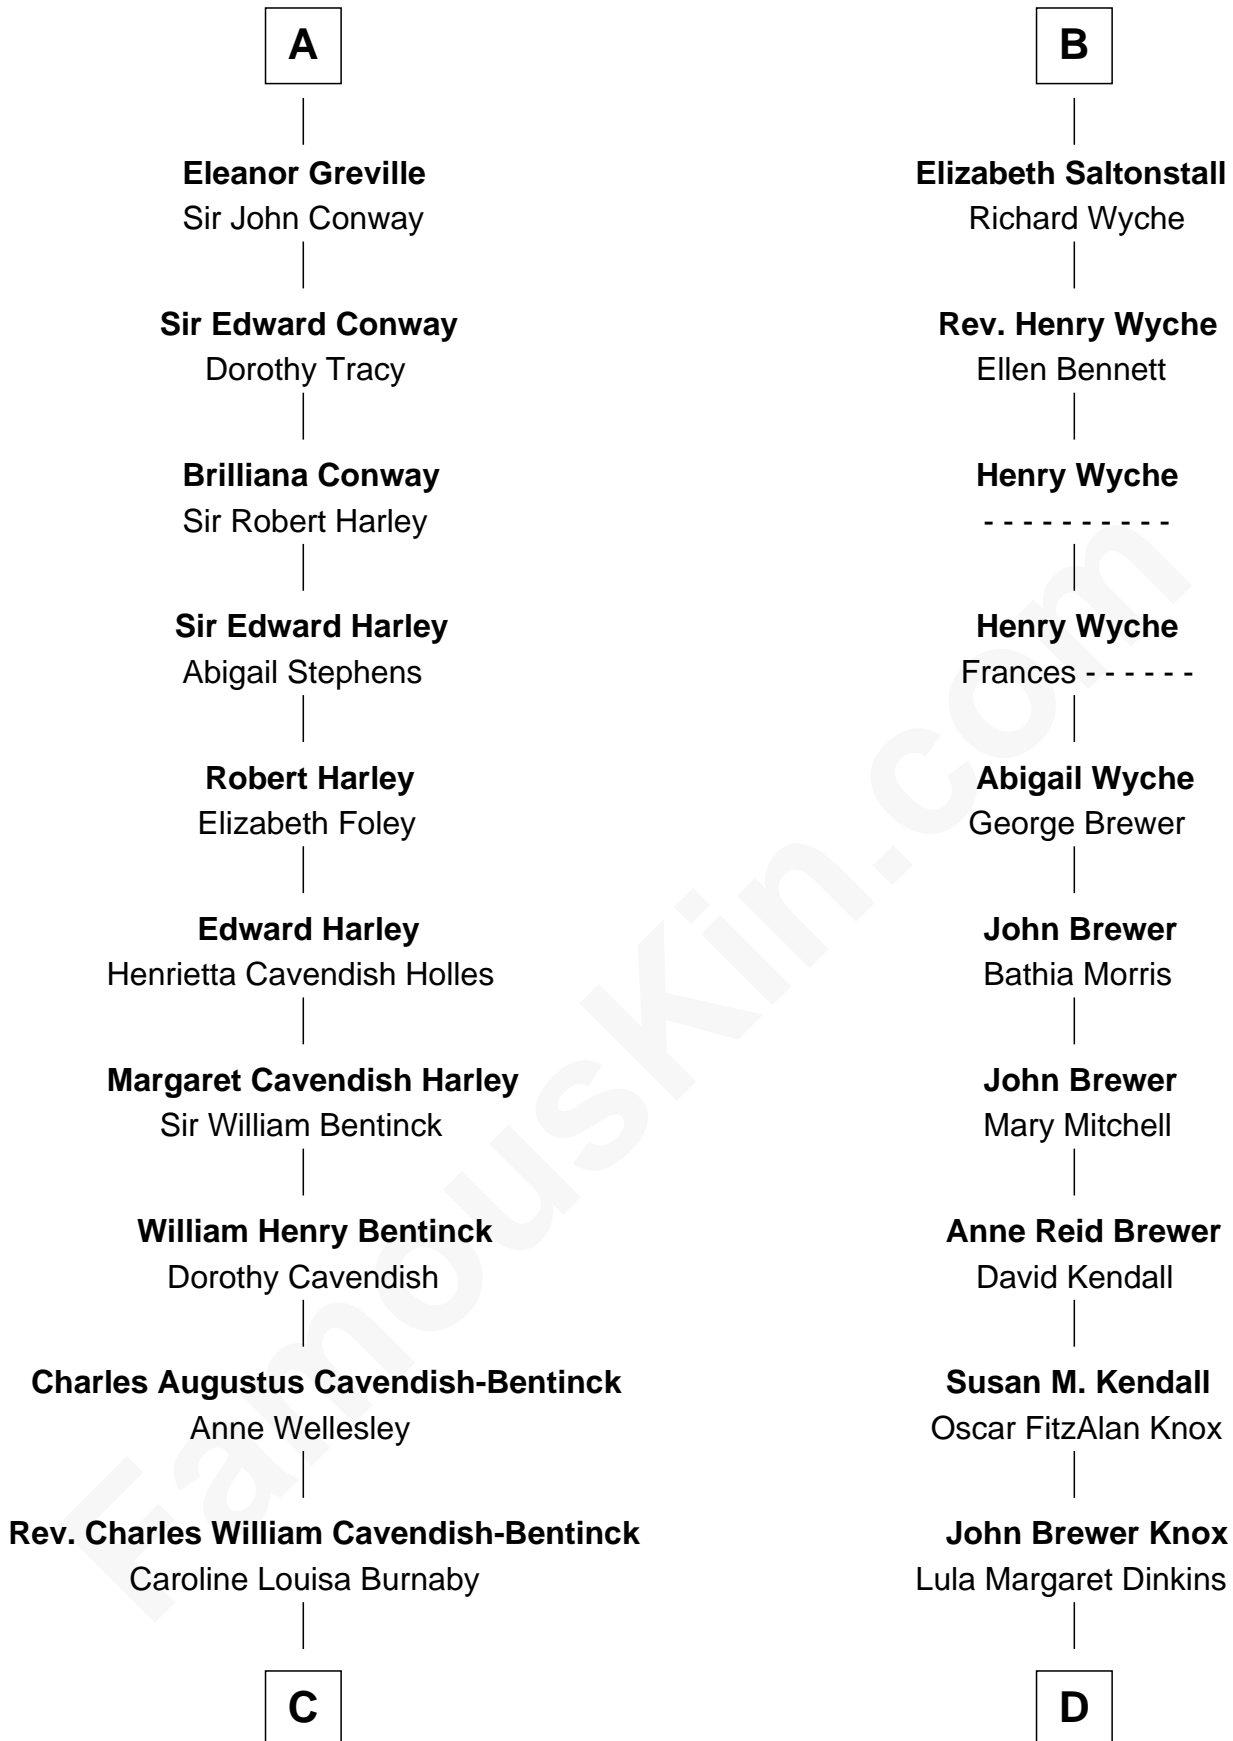 A
Eleanor Greville
Sir John Conway
Sir Edward Conway
Dorothy Tracy
Brilliana Conway
Sir Robert Harley
Sir Edward Harley
Abigail Stephens
Robert Harley
Elizabeth Foley
Edward Harley
Henrietta Cavendish Holles
Margaret Cavendish Harley
Sir William Bentinck
William Henry Bentinck
Dorothy Cavendish
Charles Augustus Cavendish-Bentinck
Anne Wellesley
Rev. Charles William Cavendish-Bentinck
Caroline Louisa Burnaby
C
B
Elizabeth Saltonstall
Richard Wyche
Rev. Henry Wyche
Ellen Bennett
Henry Wyche
- - - - - - - - - -
Henry Wyche
Frances - - - - - -
Abigail Wyche
George Brewer
John Brewer
Bathia Morris
John Brewer
Mary Mitchell
Anne Reid Brewer
David Kendall
Susan M. Kendall
Oscar FitzAlan Knox
John Brewer Knox
Lula Margaret Dinkins
D
FamousKin.com